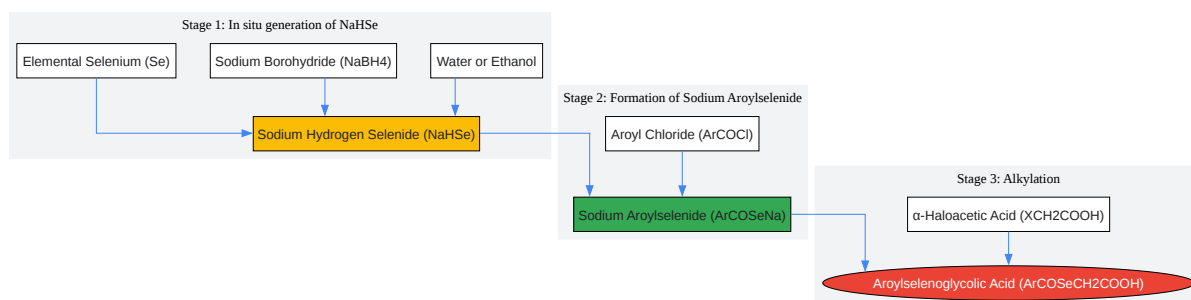 Stage 1: In situ generation of NaHSe
Elemental Selenium (Se)
Sodium Borohydride (NaBH4)
Water or Ethanol
Sodium Hydrogen Selenide (NaHSe)
Stage 2: Formation of Sodium Aroylselenide
Aroyl Chloride (ArCOCl)
Sodium Aroylselenide (ArCOSeNa)
Stage 3: Alkylation
α-Haloacetic Acid (XCH2COOH)
Aroylselenoglycolic Acid (ArCOSeCH2COOH)